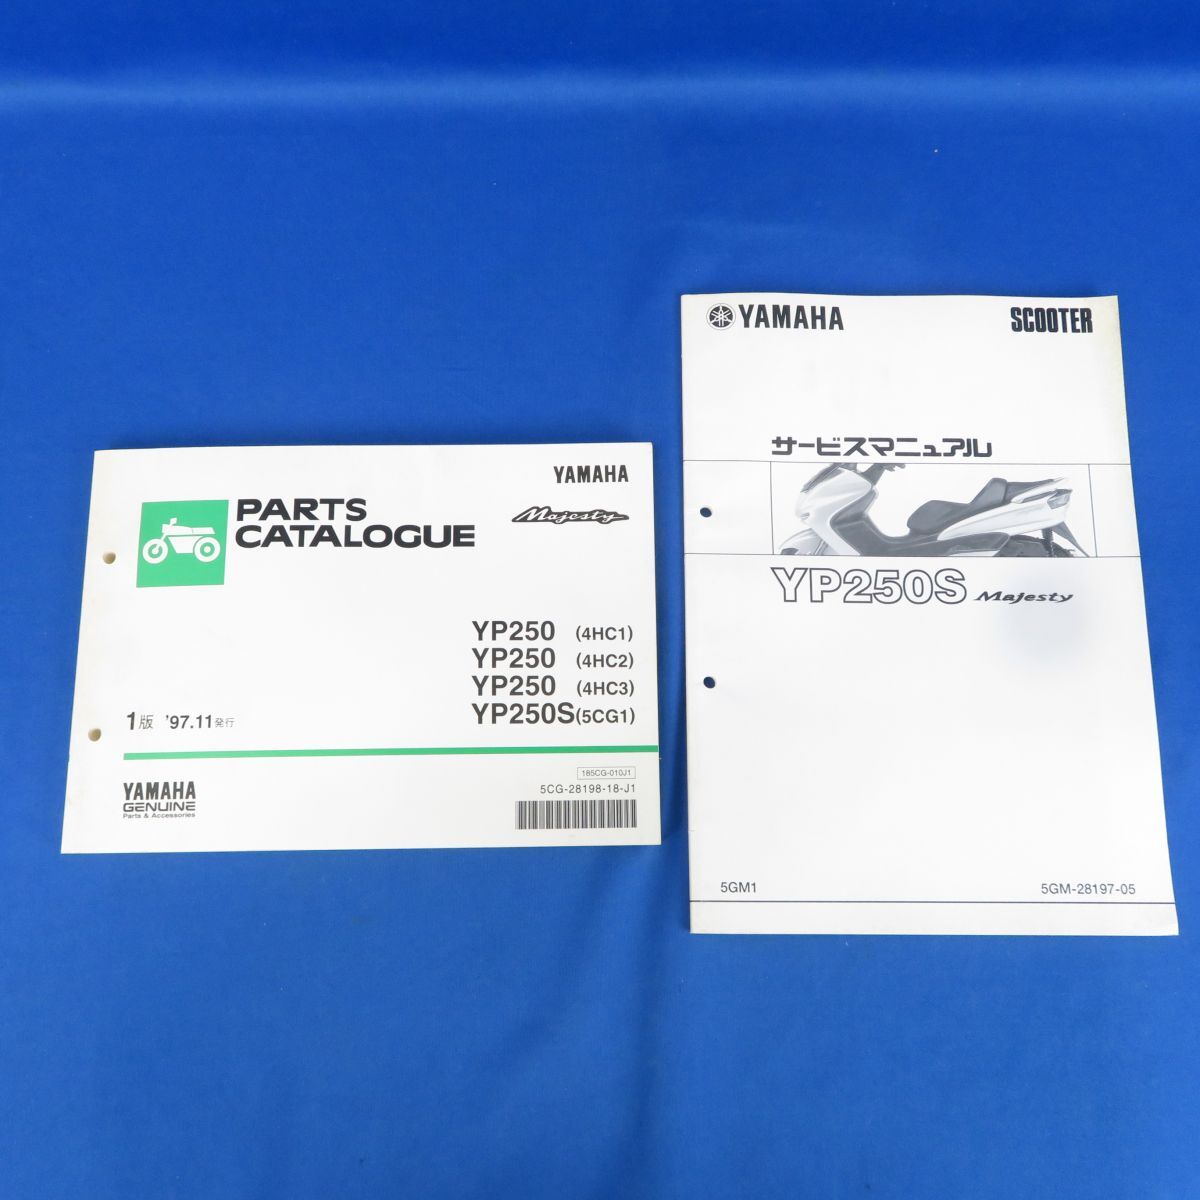 PARTS
CATALOGUE
YAMAHA
Majesty
YP250 (4HC1)
YP250 (4HC2)
YP250 (4HC3)
YP250S(5CG1)
1版 '97.11発行
YAMAHA
GENUINE
Parts & Accessories
185CG-010J1
5CG-28198-18-J1
YAMAHA
SCOOTER
サービスマニュアル
YP250S Majesty
5GM1
5GM-28197-05